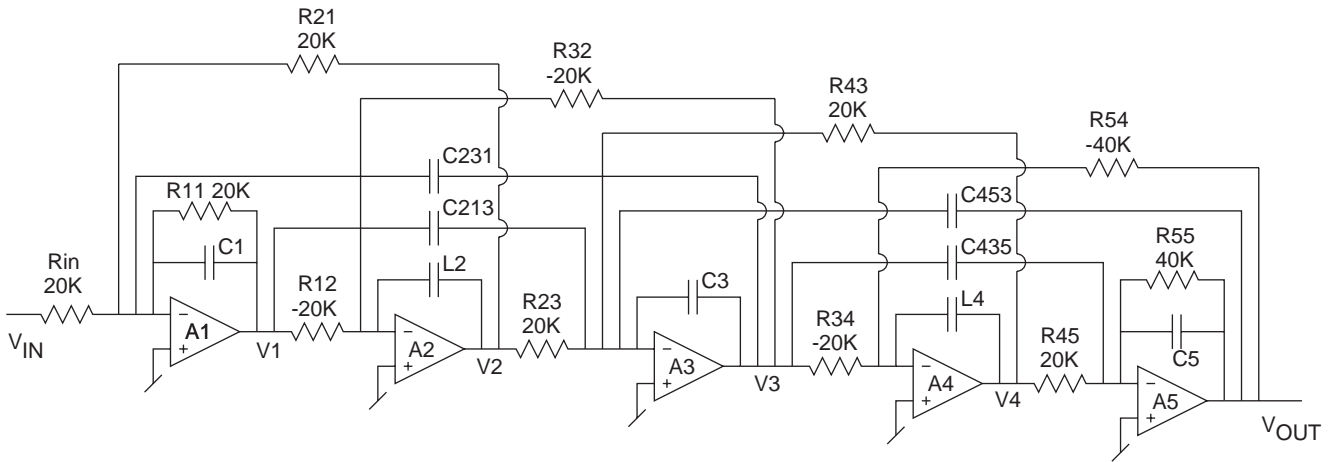 R21
20K
R32
-20K
R43
20K
R54
-40K
C231
R11 20K
C213
C453
C1
C435
R55
40K
Rin
20K
L2
R12
-20K
R23
20K
C3
L4
R34
-20K
R45
20K
C5
VIN
− + A1
V1
− + A2
V2
− + A3
V3
− + A4
V4
− + A5
VOUT